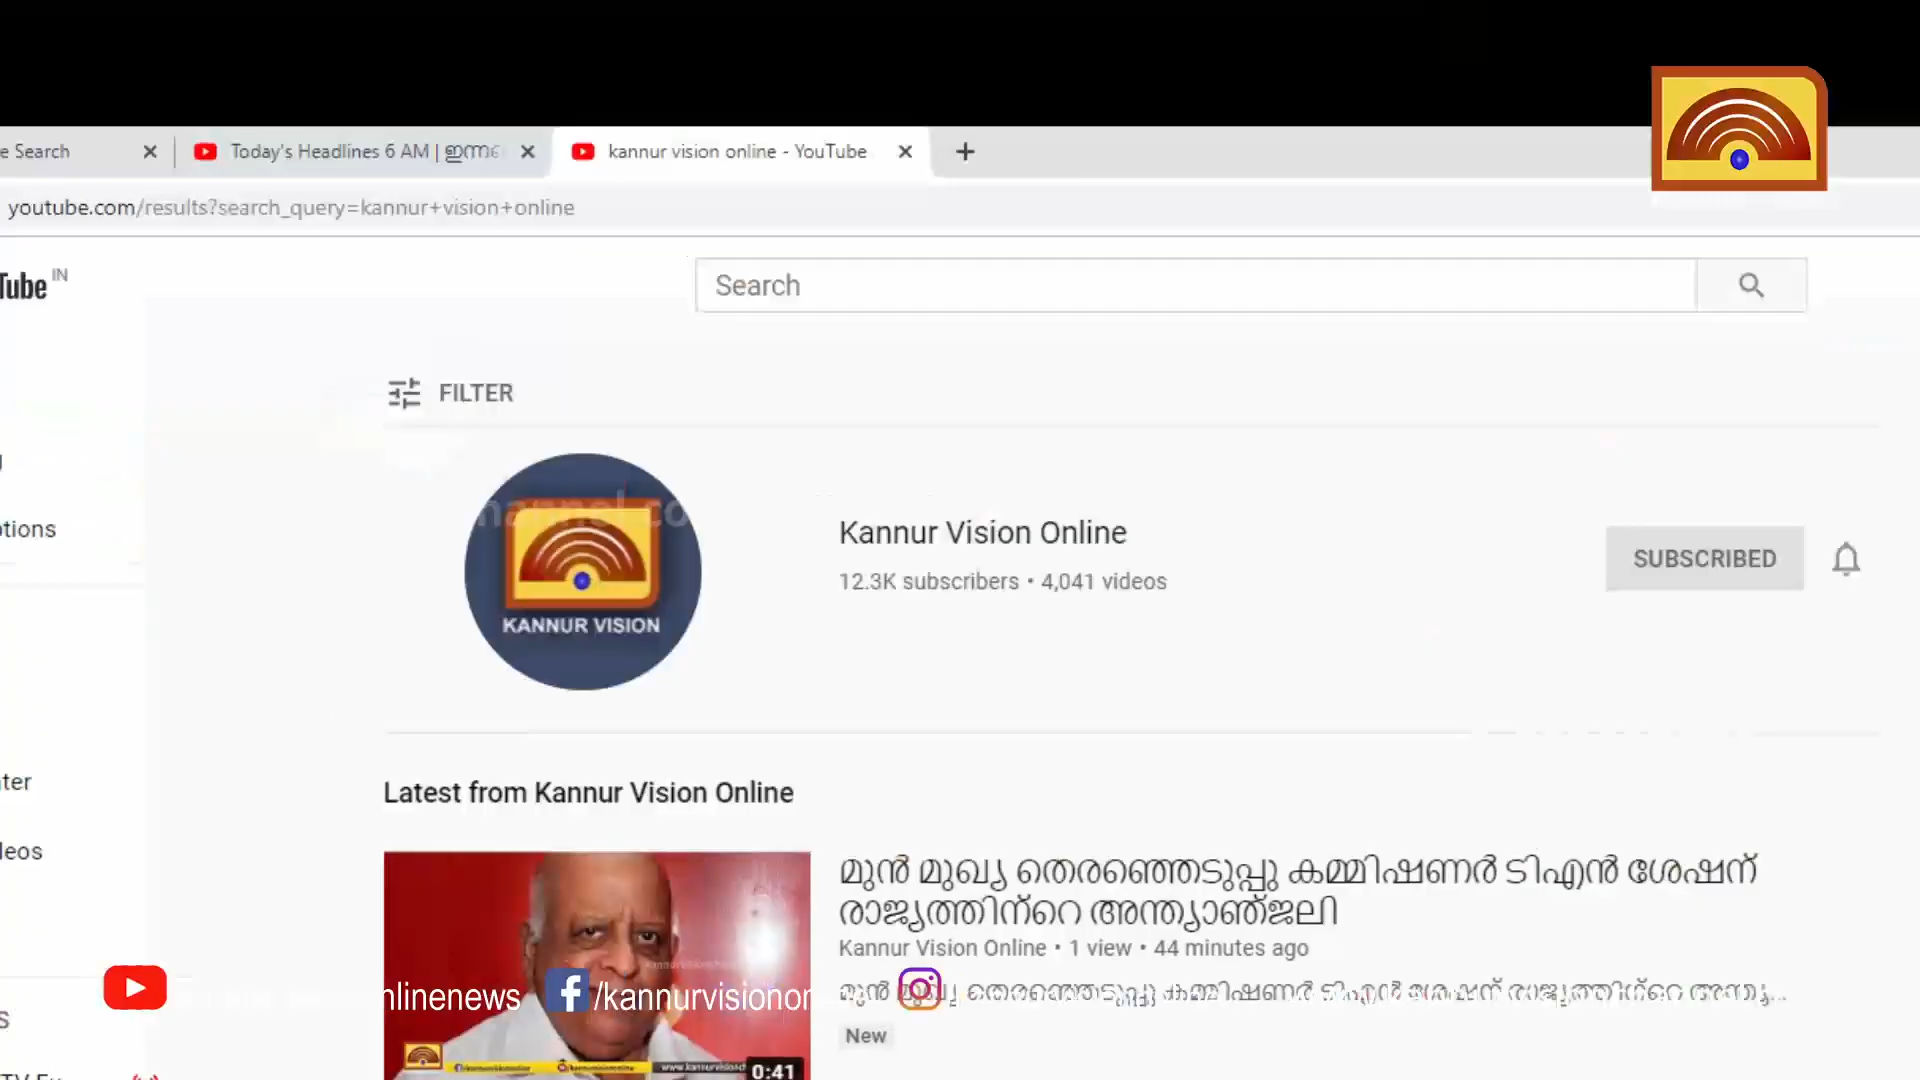 e Search
Today's Headlines 6 AM | ഇന്നത
kannur vision online - YouTube
youtube.com/results?search_query=kannur+vision+online
Tube IN
Search
FILTER
Kannur Vision Online
SUBSCRIBED
12.3K subscribers • 4,041 videos
KANNUR VISION
tions
Latest from Kannur Vision Online
ter
leos
മുൻ മുഖ്യ തെരഞ്ഞെടുപ്പു കമ്മിഷണർ ടിഎൻ ശേഷന്
രാജ്യത്തിന്റെ അന്ത്യാഞ്ജലി
Kannur Vision Online • 1 view • 44 minutes ago
nlinenews
/kannurvisionon
New
0:41